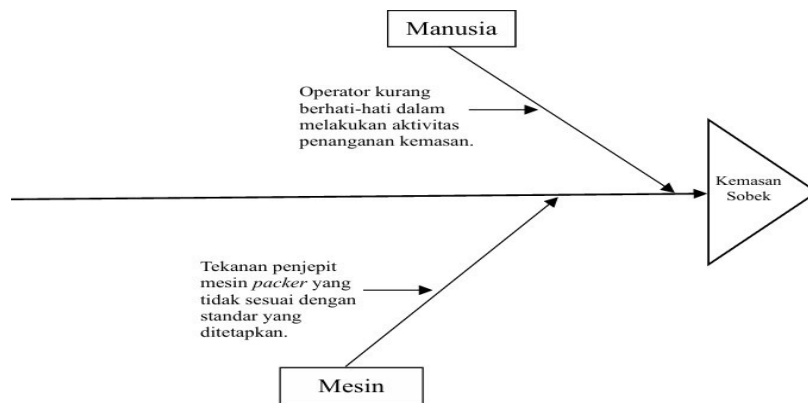 Manusia
Operator kurang
berhati-hati dalam
melakukan aktivitas
penanganan kemasan.
Kemasan
Sobek
Tekanan penjepit
mesin packer yang
tidak sesuai dengan
standar yang
ditetapkan.
Mesin